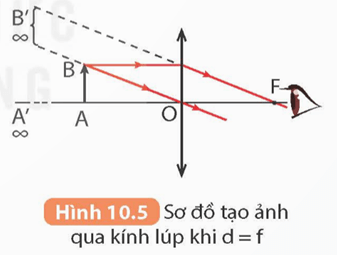 B'
∞
B
F
A'
A
O
∞
Hình 10.5 Sơ đồ tạo ảnh
qua kính lúp khi d = f